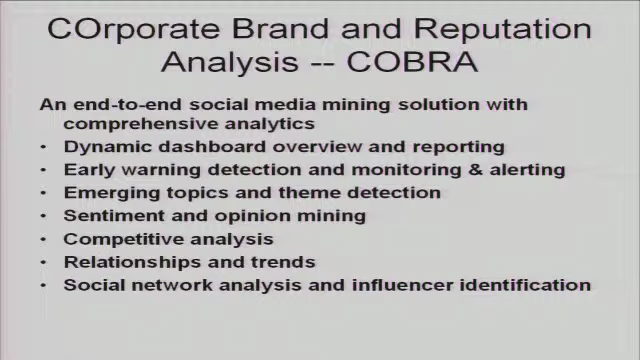 COrporate Brand and Reputation
Analysis -- COBRA
An end-to-end social media mining solution with
comprehensive analytics
• Dynamic dashboard overview and reporting
• Early warning detection and monitoring & alerting
• Emerging topics and theme detection
• Sentiment and opinion mining
• Competitive analysis
• Relationships and trends
• Social network analysis and influencer identification